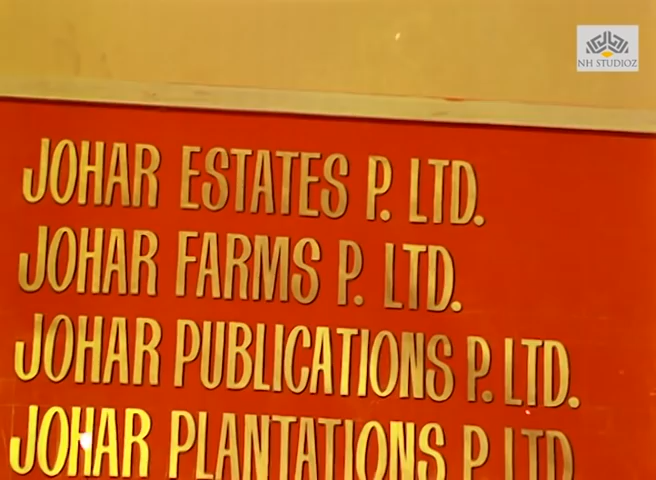 NH STUDIOZ
JOHAR ESTATES P. LTD.
JOHAR FARMS P. LTD.
JOHAR PUBLICATIONS P. LTD.
JOHAR PLANTATIONS P. LTD.